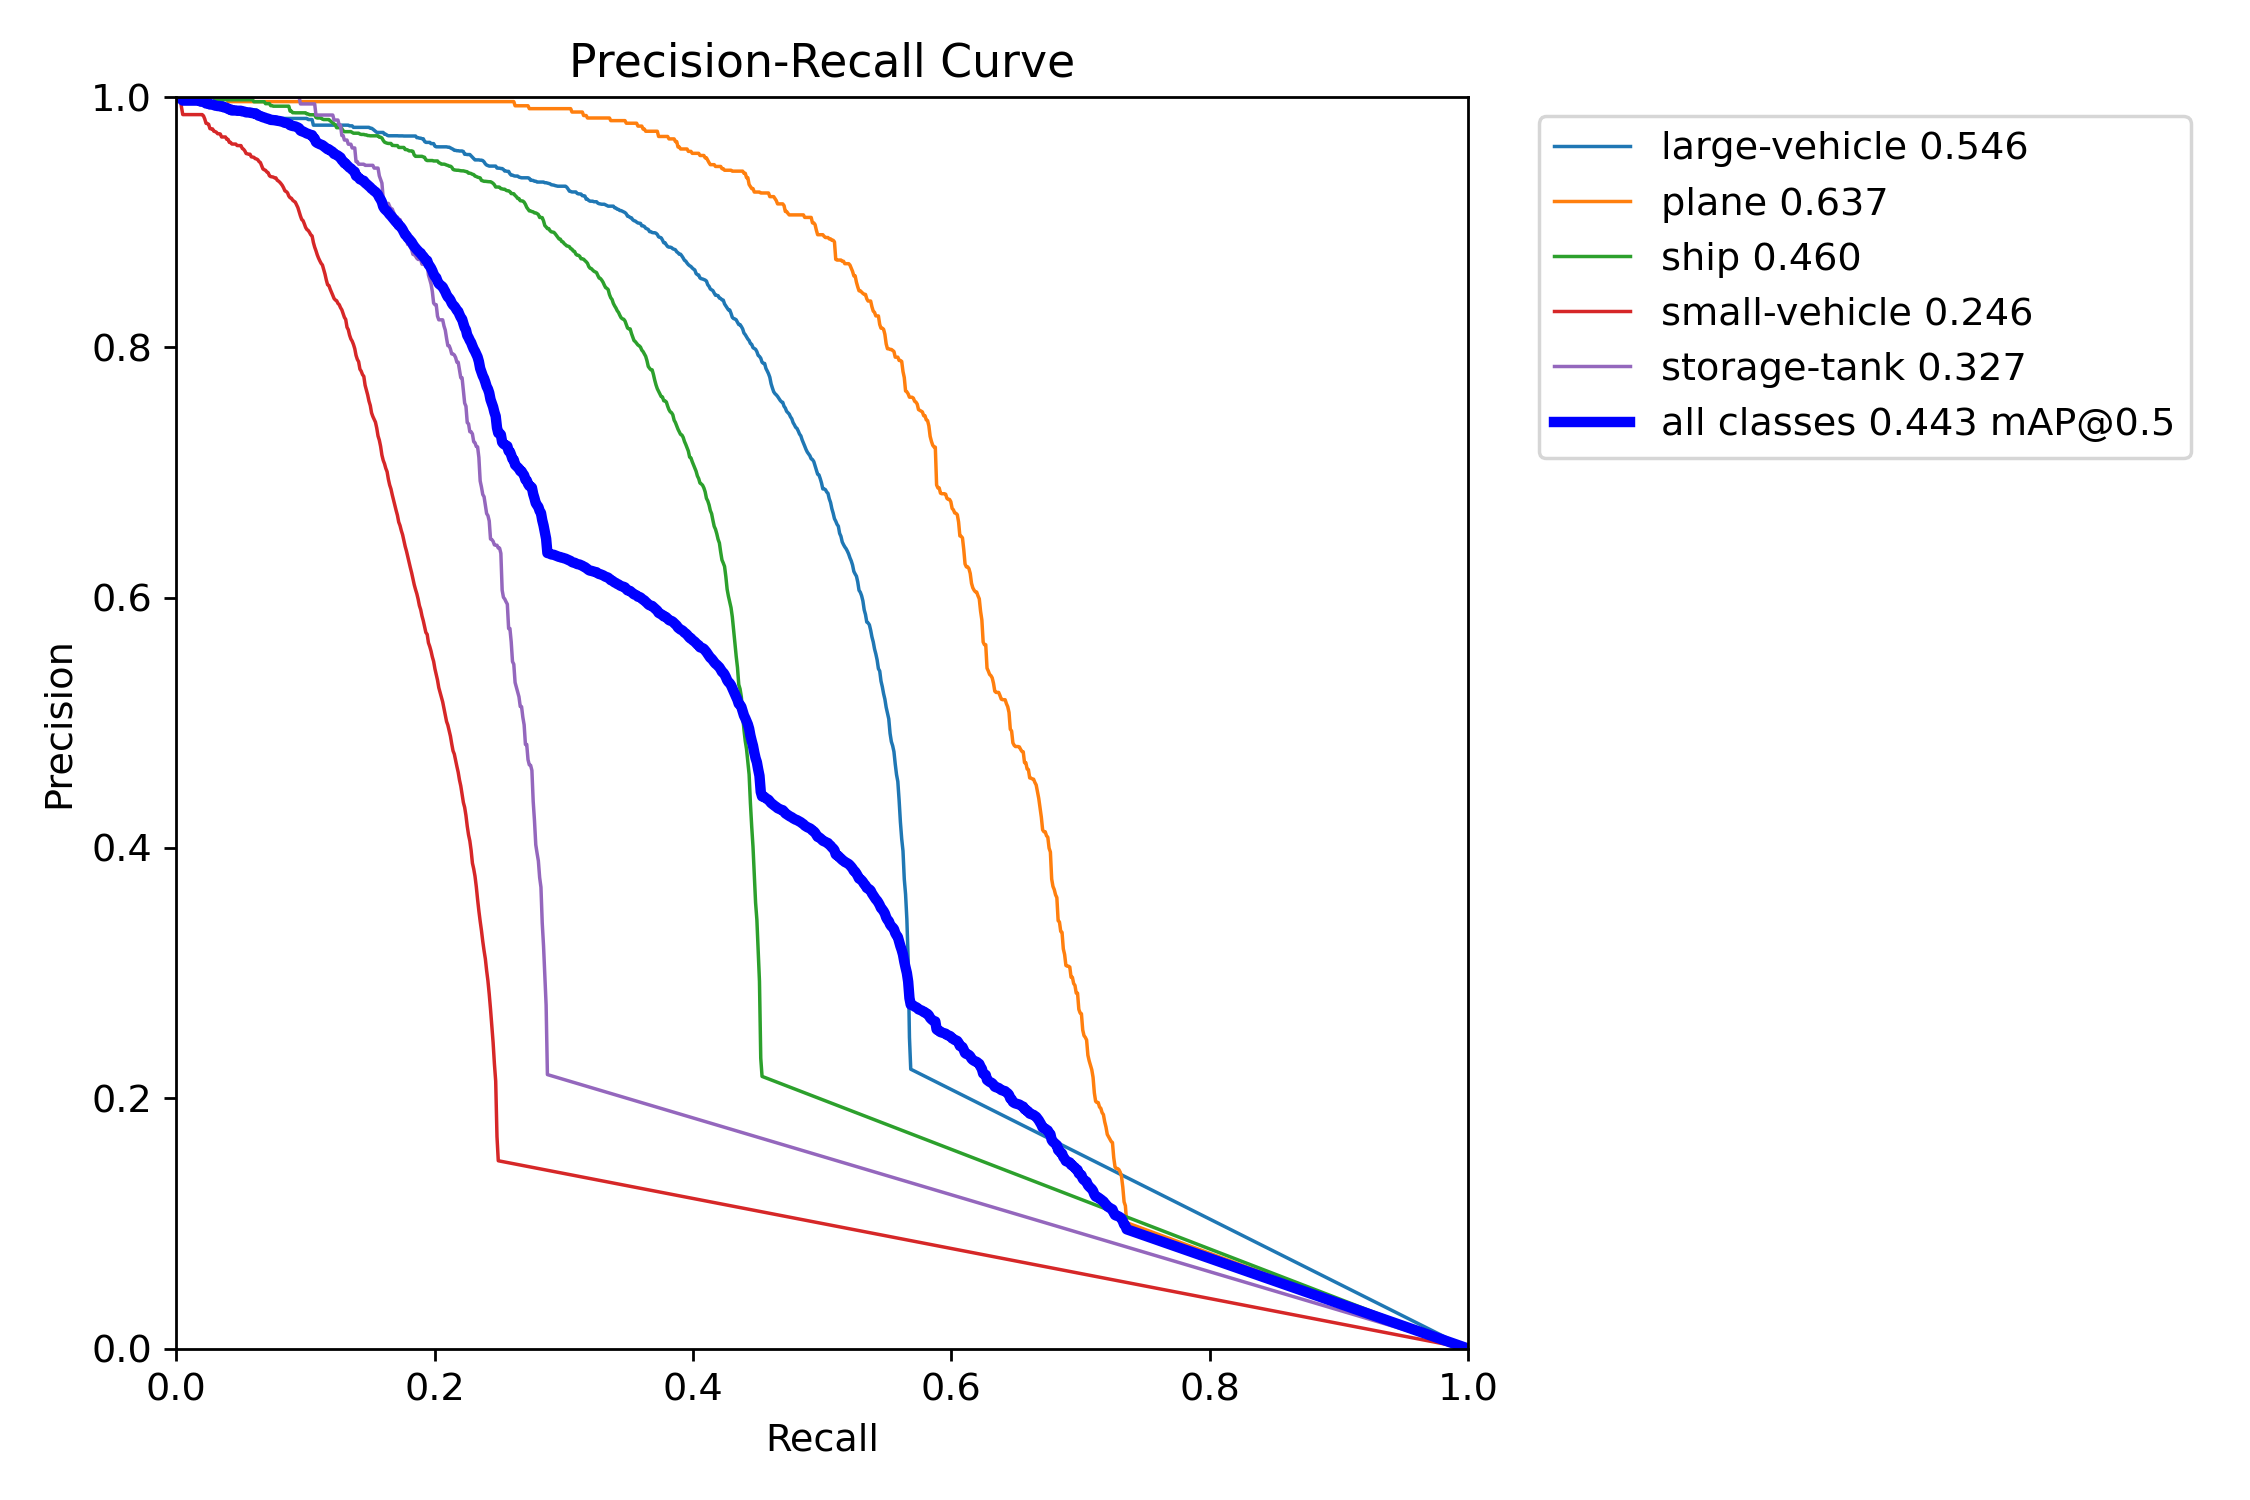 Precision-Recall Curve
1.0
0.8
0.6
0.4
0.2
0.0
Precision
0.0 0.2 0.4 0.6 0.8 1.0
Recall
large-vehicle 0.546
plane 0.637
ship 0.460
small-vehicle 0.246
storage-tank 0.327
all classes 0.443 mAP@0.5